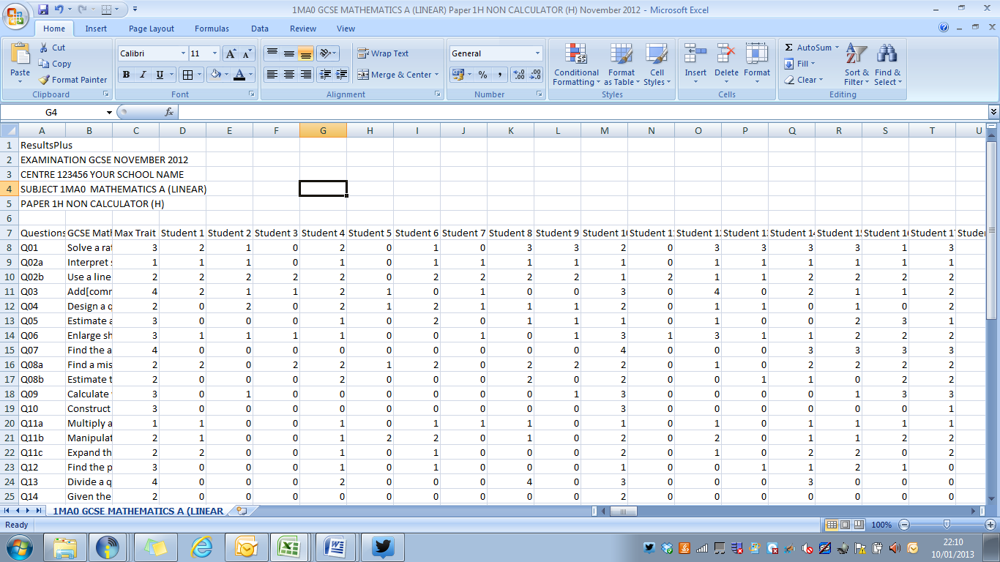 1MA0 GCSE MATHEMATICS A (LINEAR) Paper 1H NON CALCULATOR (H) November 2012 - Microsoft Excel
Home Insert Page Layout Formulas Data Review View
Paste Cut Copy Format Painter Clipboard
Calibri 11 B I U Font
Wrap Text Merge & Center Alignment
General % Number
Conditional Formatting Format as Table Cell Styles Styles
Insert Delete Format Cells
AutoSum Fill Clear Sort & Filter Find & Select Editing
G4 fx
A B C D E F G H I J K L M N O P Q R S T U
1 ResultsPlus
2 EXAMINATION GCSE NOVEMBER 2012
3 CENTRE 123456 YOUR SCHOOL NAME
4 SUBJECT 1MA0 MATHEMATICS A (LINEAR)
5 PAPER 1H NON CALCULATOR (H)
6
7 Questions GCSE Max Trait Student 1 Student 2 Student 3 Student 4 Student 5 Student 6 Student 7 Student 8 Student 9 Student 10 Student 11 Student 12 Student 13 Student 14 Student 15 Student 16 Student 17
8 Q01 Solve a 3 2 1 0 2 0 1 0 3 3 2 0 3 3 3 3 1 3
9 Q02a Interpret 1 1 1 0 1 0 1 1 1 0 1 0 1 1 1 1 1 1
10 Q02b Use a line 2 2 2 2 2 0 2 2 2 2 1 2 1 1 2 2 2 2
11 Q03 4 2 1 1 2 1 0 1 0 0 3 0 4 0 2 1 1 2
12 Q04 Design a 2 0 2 0 2 1 2 1 1 1 2 0 1 1 0 1 0 2
13 Q05 Estimate 3 0 0 0 1 0 2 0 1 1 1 0 1 0 0 2 3 1
14 Q06 Enlarge 3 1 1 1 1 0 0 1 0 1 3 1 3 1 1 2 2 2
15 Q07 Find the 4 0 0 0 0 0 0 0 0 0 4 0 0 0 3 3 3 3
16 Q08a Find a 2 2 0 2 2 1 2 0 2 2 2 0 1 0 2 2 2 2
17 Q08b Estimate 2 0 0 0 2 0 0 0 2 0 2 0 0 1 1 0 2 2
18 Q09 Calculate 3 0 1 0 0 0 0 0 0 1 3 0 0 0 0 1 3 3
19 Q10 Construct 3 0 0 0 0 0 0 0 0 0 3 0 0 0 0 0 0 1
20 Q11a Multiply 1 1 0 0 1 0 1 1 1 0 1 0 1 0 1 1 1 1
21 Q11b 2 1 0 0 1 2 2 0 1 0 2 0 2 0 1 1 2 2
22 Q11c Expand 2 2 0 0 1 0 1 0 0 0 2 0 1 0 2 2 0 2
23 Q12 Find the 3 0 0 0 1 0 1 0 0 0 1 0 0 1 1 2 1 0
24 Q13 Divide a 4 0 0 0 2 0 0 0 4 0 3 0 0 0 3 0 0 0
25 Q14 Given the 2 0 0 0 0 0 0 0 0 0 2 0 0 0 0 0 0 0
1MA0 GCSE MATHEMATICS A (LINEAR
Ready 100%
22:10
10/01/2013